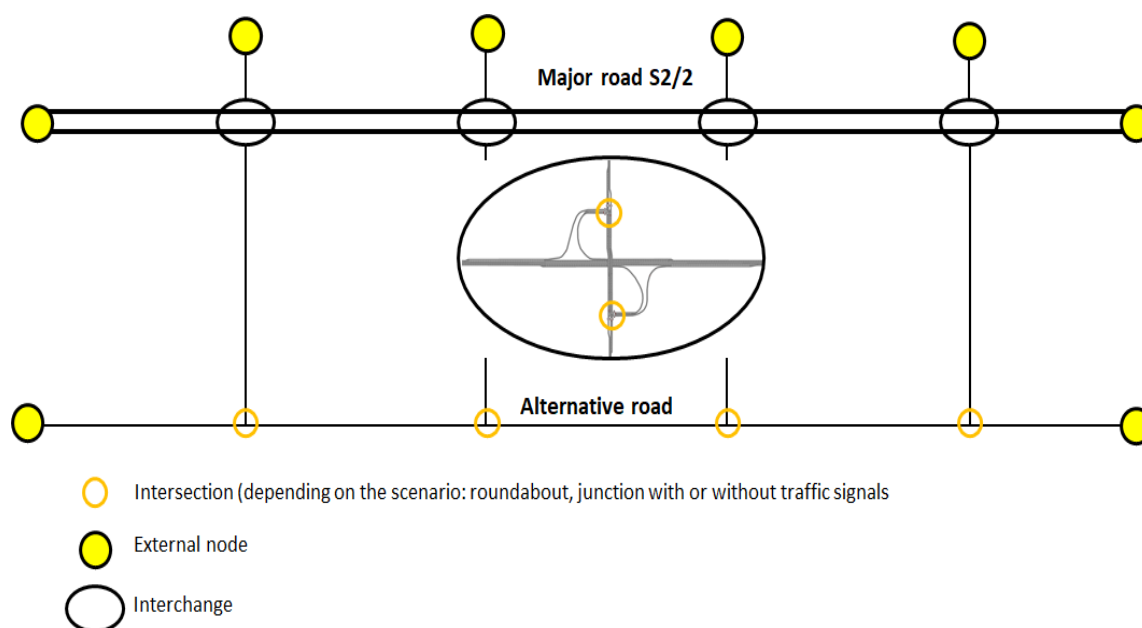 Major road S2/2
Alternative road
Intersection (depending on the scenario: roundabout, junction with or without traffic signals
External node
Interchange